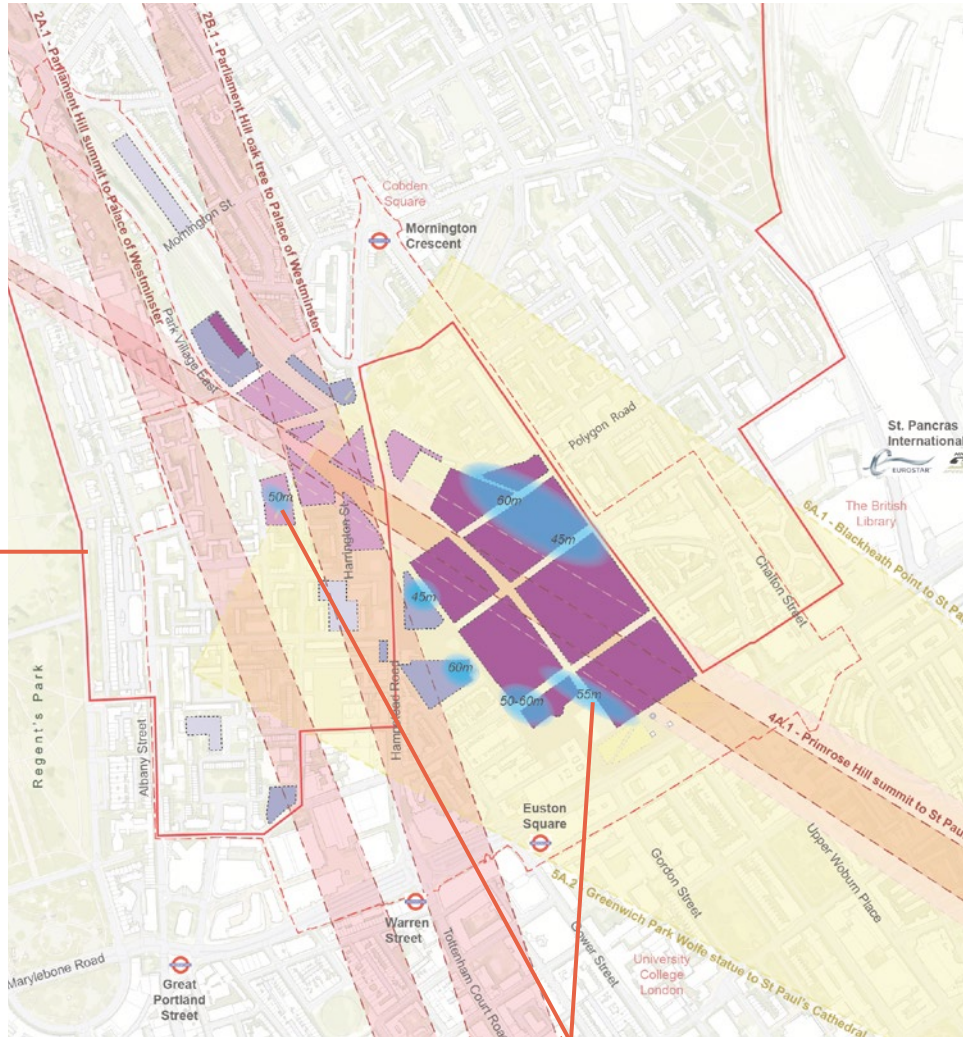 2A.1 - Parliament Hill summit to Palace of Westminster
2B.1 - Parliament Hill oak tree to Palace of Westminster
Cobden
Square
Mornington
Crescent
Mornington St.
Park Village East
Polygon Road
St. Pancras
International
EUROSTAR
The British
Library
6A.1 - Blackheath Point to St Pa
50m
60m
45m
Harrington St.
45m
Chalton Street
60m
50-60m
55m
Hampstead Road
Regent's Park
Albany Street
4A.1 - Primrose Hill summit to St Pau
Euston
Square
Upper Woburn Place
Gordon Street
5A.2 - Greenwich Park Wolfe statue to St Paul's Cathedral
Warren
Street
Gower Street
Tottenham Court Roa
University
College
London
Marylebone Road
Great
Portland
Street